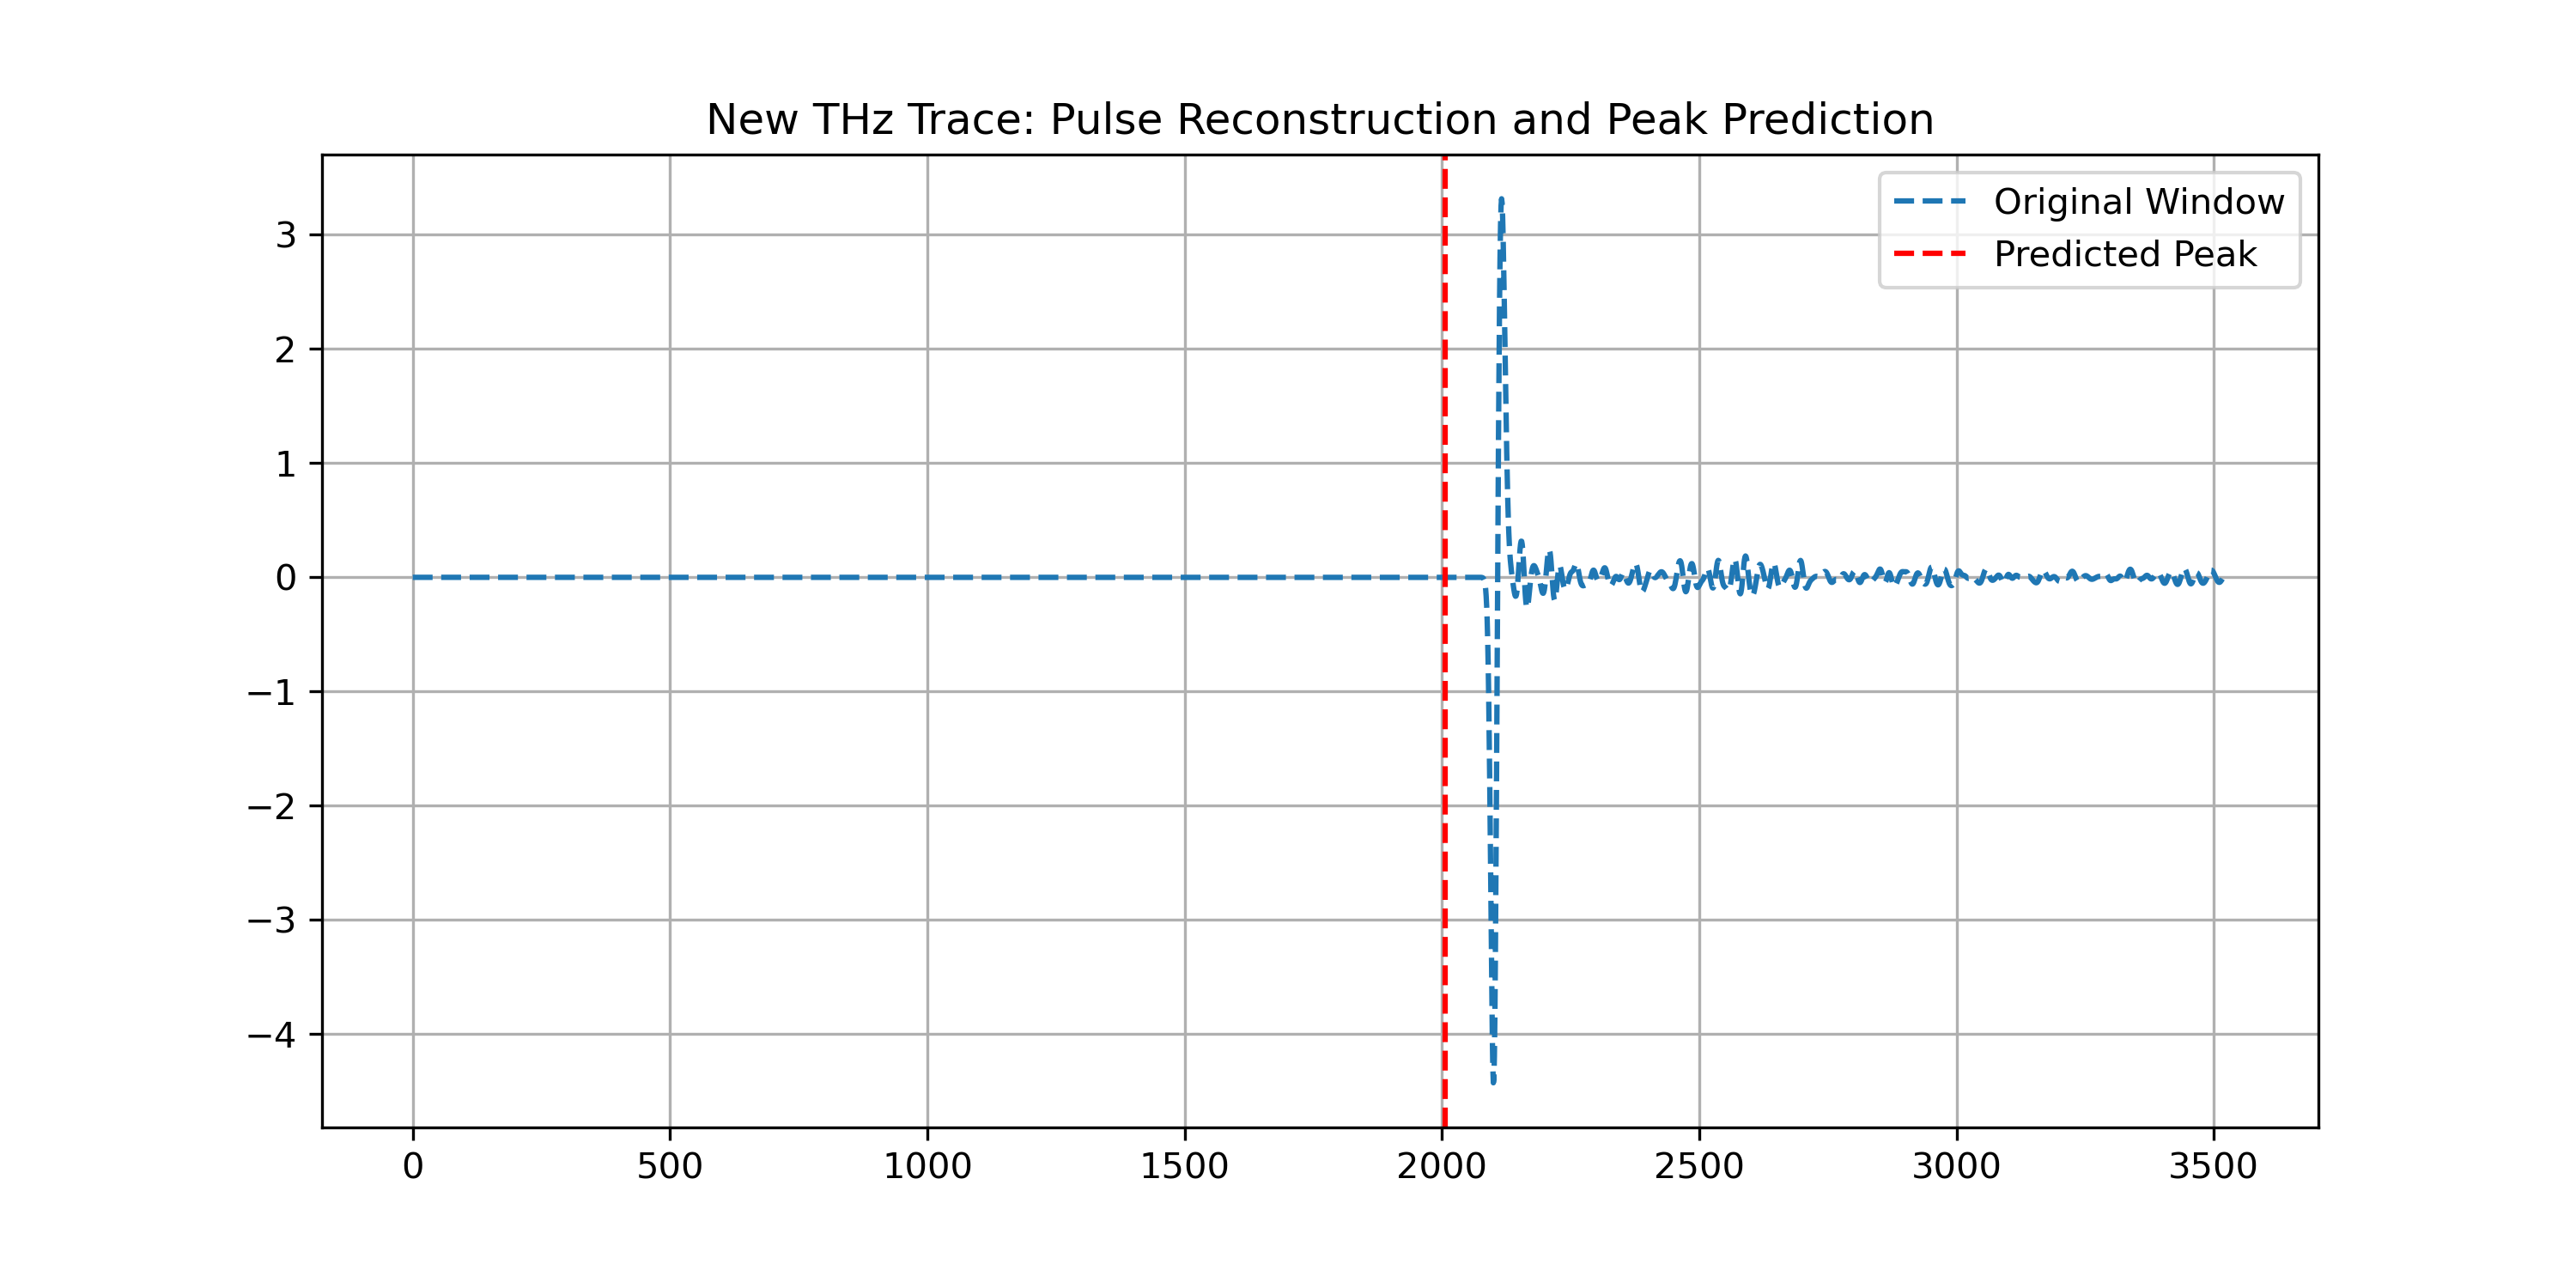 New THz Trace: Pulse Reconstruction and Peak Prediction
Original Window
Predicted Peak
3
2
1
0
−1
−2
−3
−4
0 500 1000 1500 2000 2500 3000 3500